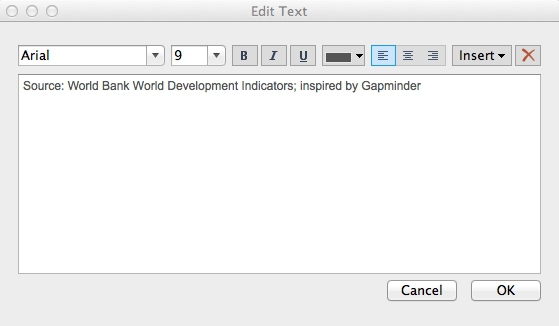 Edit Text
Arial 9 B I U Insert
Source: World Bank World Development Indicators; inspired by Gapminder
Cancel OK